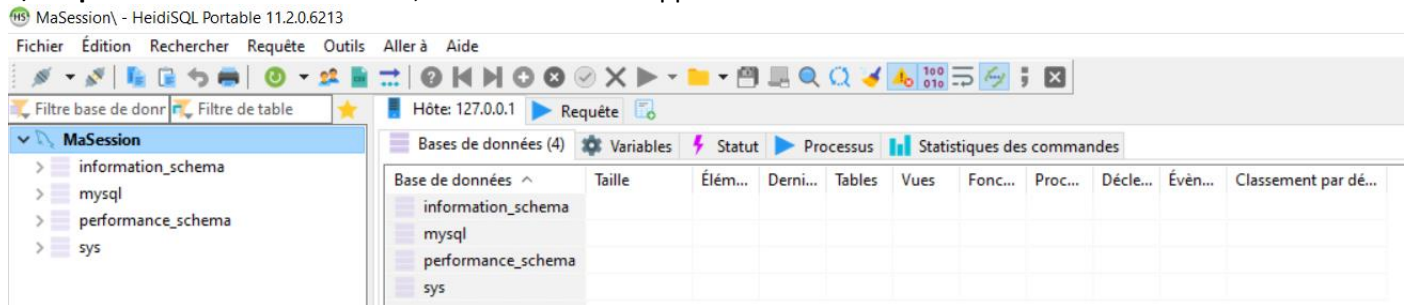 MaSession\ - HeidiSQL Portable 11.2.0.6213
Fichier Édition Rechercher Requête Outils Aller à Aide
Filtre base de donr Filtre de table
Hôte: 127.0.0.1 Requête
MaSession
information_schema
mysql
performance_schema
sys
Bases de données (4) Variables Statut Processus Statistiques des commandes
Base de données Taille Élém... Derni... Tables Vues Fonc... Proc... Décle... Évèn... Classement par dé...
information_schema
mysql
performance_schema
sys